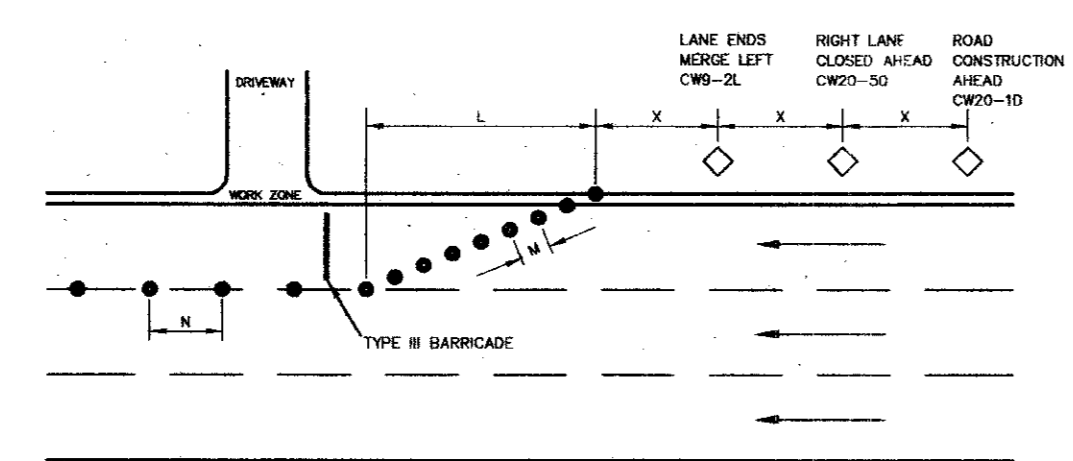 LANE ENDS
MERGE LEFT
CW9-2L
RIGHT LANE
CLOSED AHEAD
CW20-5Q
ROAD
CONSTRUCTION
AHEAD
CW20-1D
DRIVEWAY
L
X
X
X
WORK ZONE
M
N
TYPE III BARRICADE